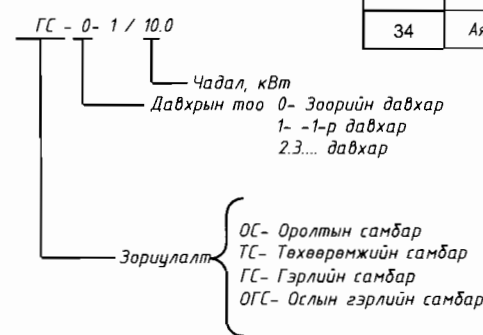 ГС - 0- 1 / 10.0
34
Чадал, кВт
Давхрын тоо 0- Зоорийн давхар
1- -1-р давхар
2.3.... давхар
ОС- Оролтын самбар
ТС- Төхөөрөмжийн самбар
Зориулалт
ГС- Гэрлийн самбар
ОГС- Ослын гэрлийн самбар